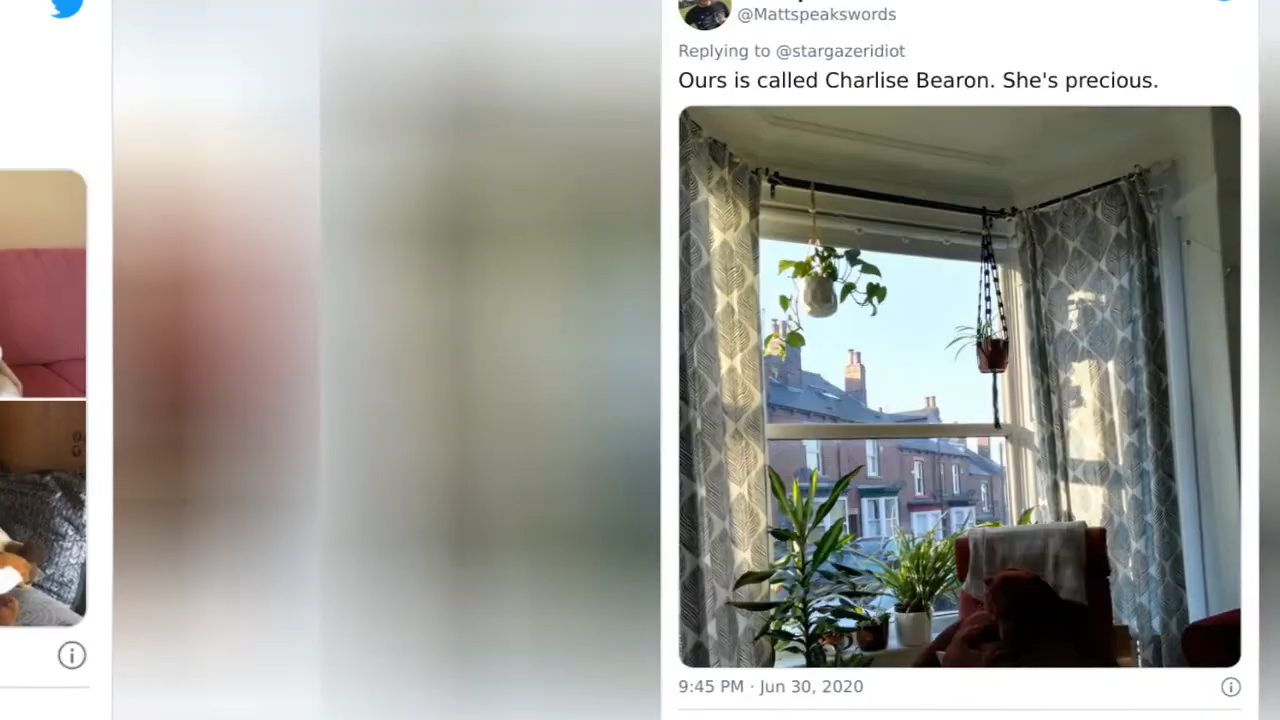 @Mattspeakswords
Replying to @stargazeridiot
Ours is called Charlise Bearon. She's precious.
9:45 PM · Jun 30, 2020